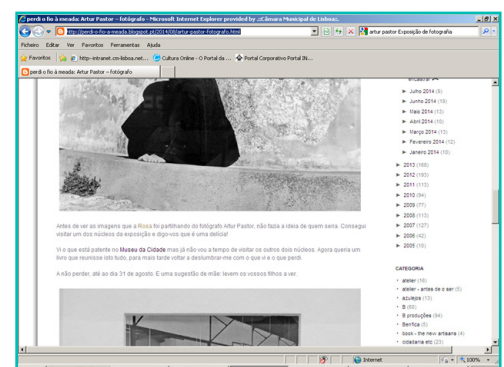 perdi o fio à meada: Artur Pastor – fotógrafo - Microsoft Internet Explorer provided by .::Câmara Municipal de Lisboa::.
http://perdi-o-fio-a-meada.blogspot.pt/2014/08/artur-pastor-fotografo.html
artur pastor Exposição de fotografia
Ficheiro Editar Ver Favoritos Ferramentas Ajuda
Favoritos
http--intranet.cm-lisboa.net...
Cultura Online - O Portal da ...
Portal Corporativo Portal IN...
perdi o fio à meada: Artur Pastor – fotógrafo
► Julho 2014 (9)
► Junho 2014
► Maio 2014
► Abril 2014
► Março 2014
► Fevereiro 2014 (12)
► Janeiro 2014
► 2013
► 2012 (193)
► 2011 (113)
► 2010 (94)
► 2009 (77)
► 2008 (113)
► 2007 (127)
► 2006 (42)
► 2005
Antes de ver as imagens que a Rosa foi partilhando do fotógrafo Artur Pastor, não fazia a ideia de quem seria. Consegui
visitar um dos núcleos da exposição e digo-vos que é uma delícia!
Vi o que está patente no Museu da Cidade mas já não vou a tempo de visitar os outros dois núcleos. Agora queria um
livro que reunisse isto tudo, para mais tarde voltar a deslumbrar-me com o que vi e o que perdi.
A não perder, até ao dia 31 de agosto. E uma sugestão de mãe: levem os vossos filhos a ver.
CATEGORIA
atelier
atelier - antes de o ser (5)
azulejos (13)
B
B produções (94)
Benfica
book - the new artisans (4)
cidadania etc (23)
Internet
100%